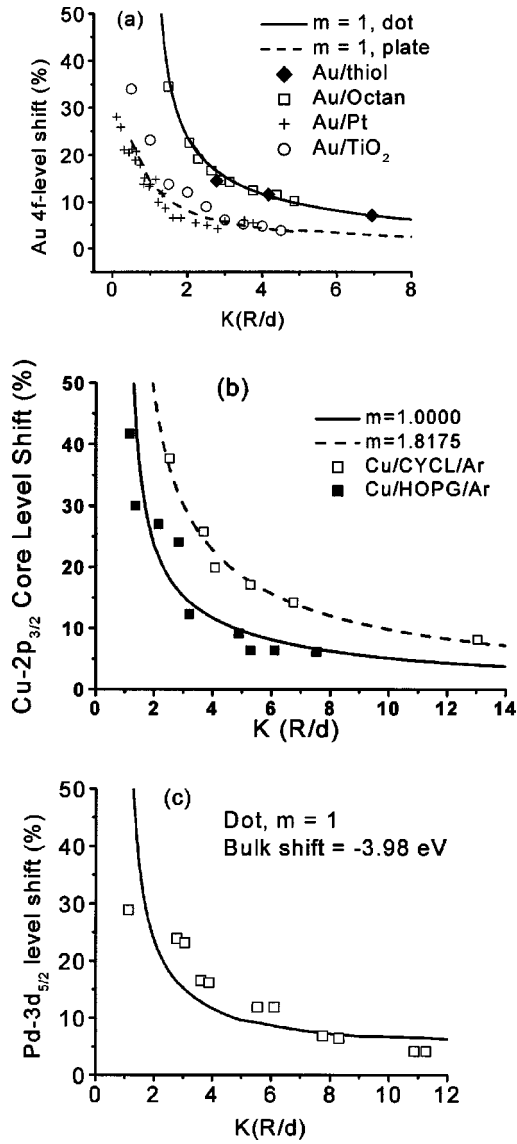 (a)
m = 1, dot
m = 1, plate
Au/thiol
Au/Octan
Au/Pt
Au/TiO₂
Au 4f-level shift (%)
50
40
30
20
10
0
0 2 4 6 8
K(R/d)
(b)
m=1.0000
m=1.8175
Cu/CYCL/Ar
Cu/HOPG/Ar
Cu-2p₃/₂ Core Level Shift (%)
50
40
30
20
10
0
0 2 4 6 8 10 12 14
K (R/d)
(c)
Dot, m = 1
Bulk shift = -3.98 eV
Pd-3d₅/₂ level shift (%)
50
40
30
20
10
0
0 2 4 6 8 10 12
K(R/d)